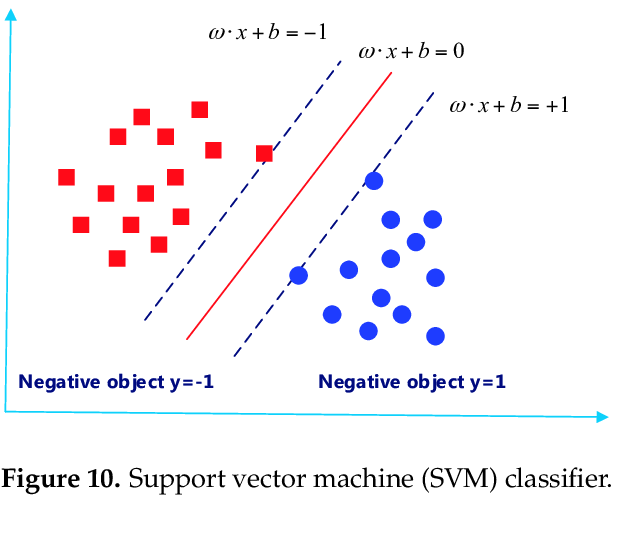 ω· x + b = −1
ω· x + b = 0
ω· x + b = +1
Negative object y=-1
Negative object y=1
Figure 10. Support vector machine (SVM) classifier.